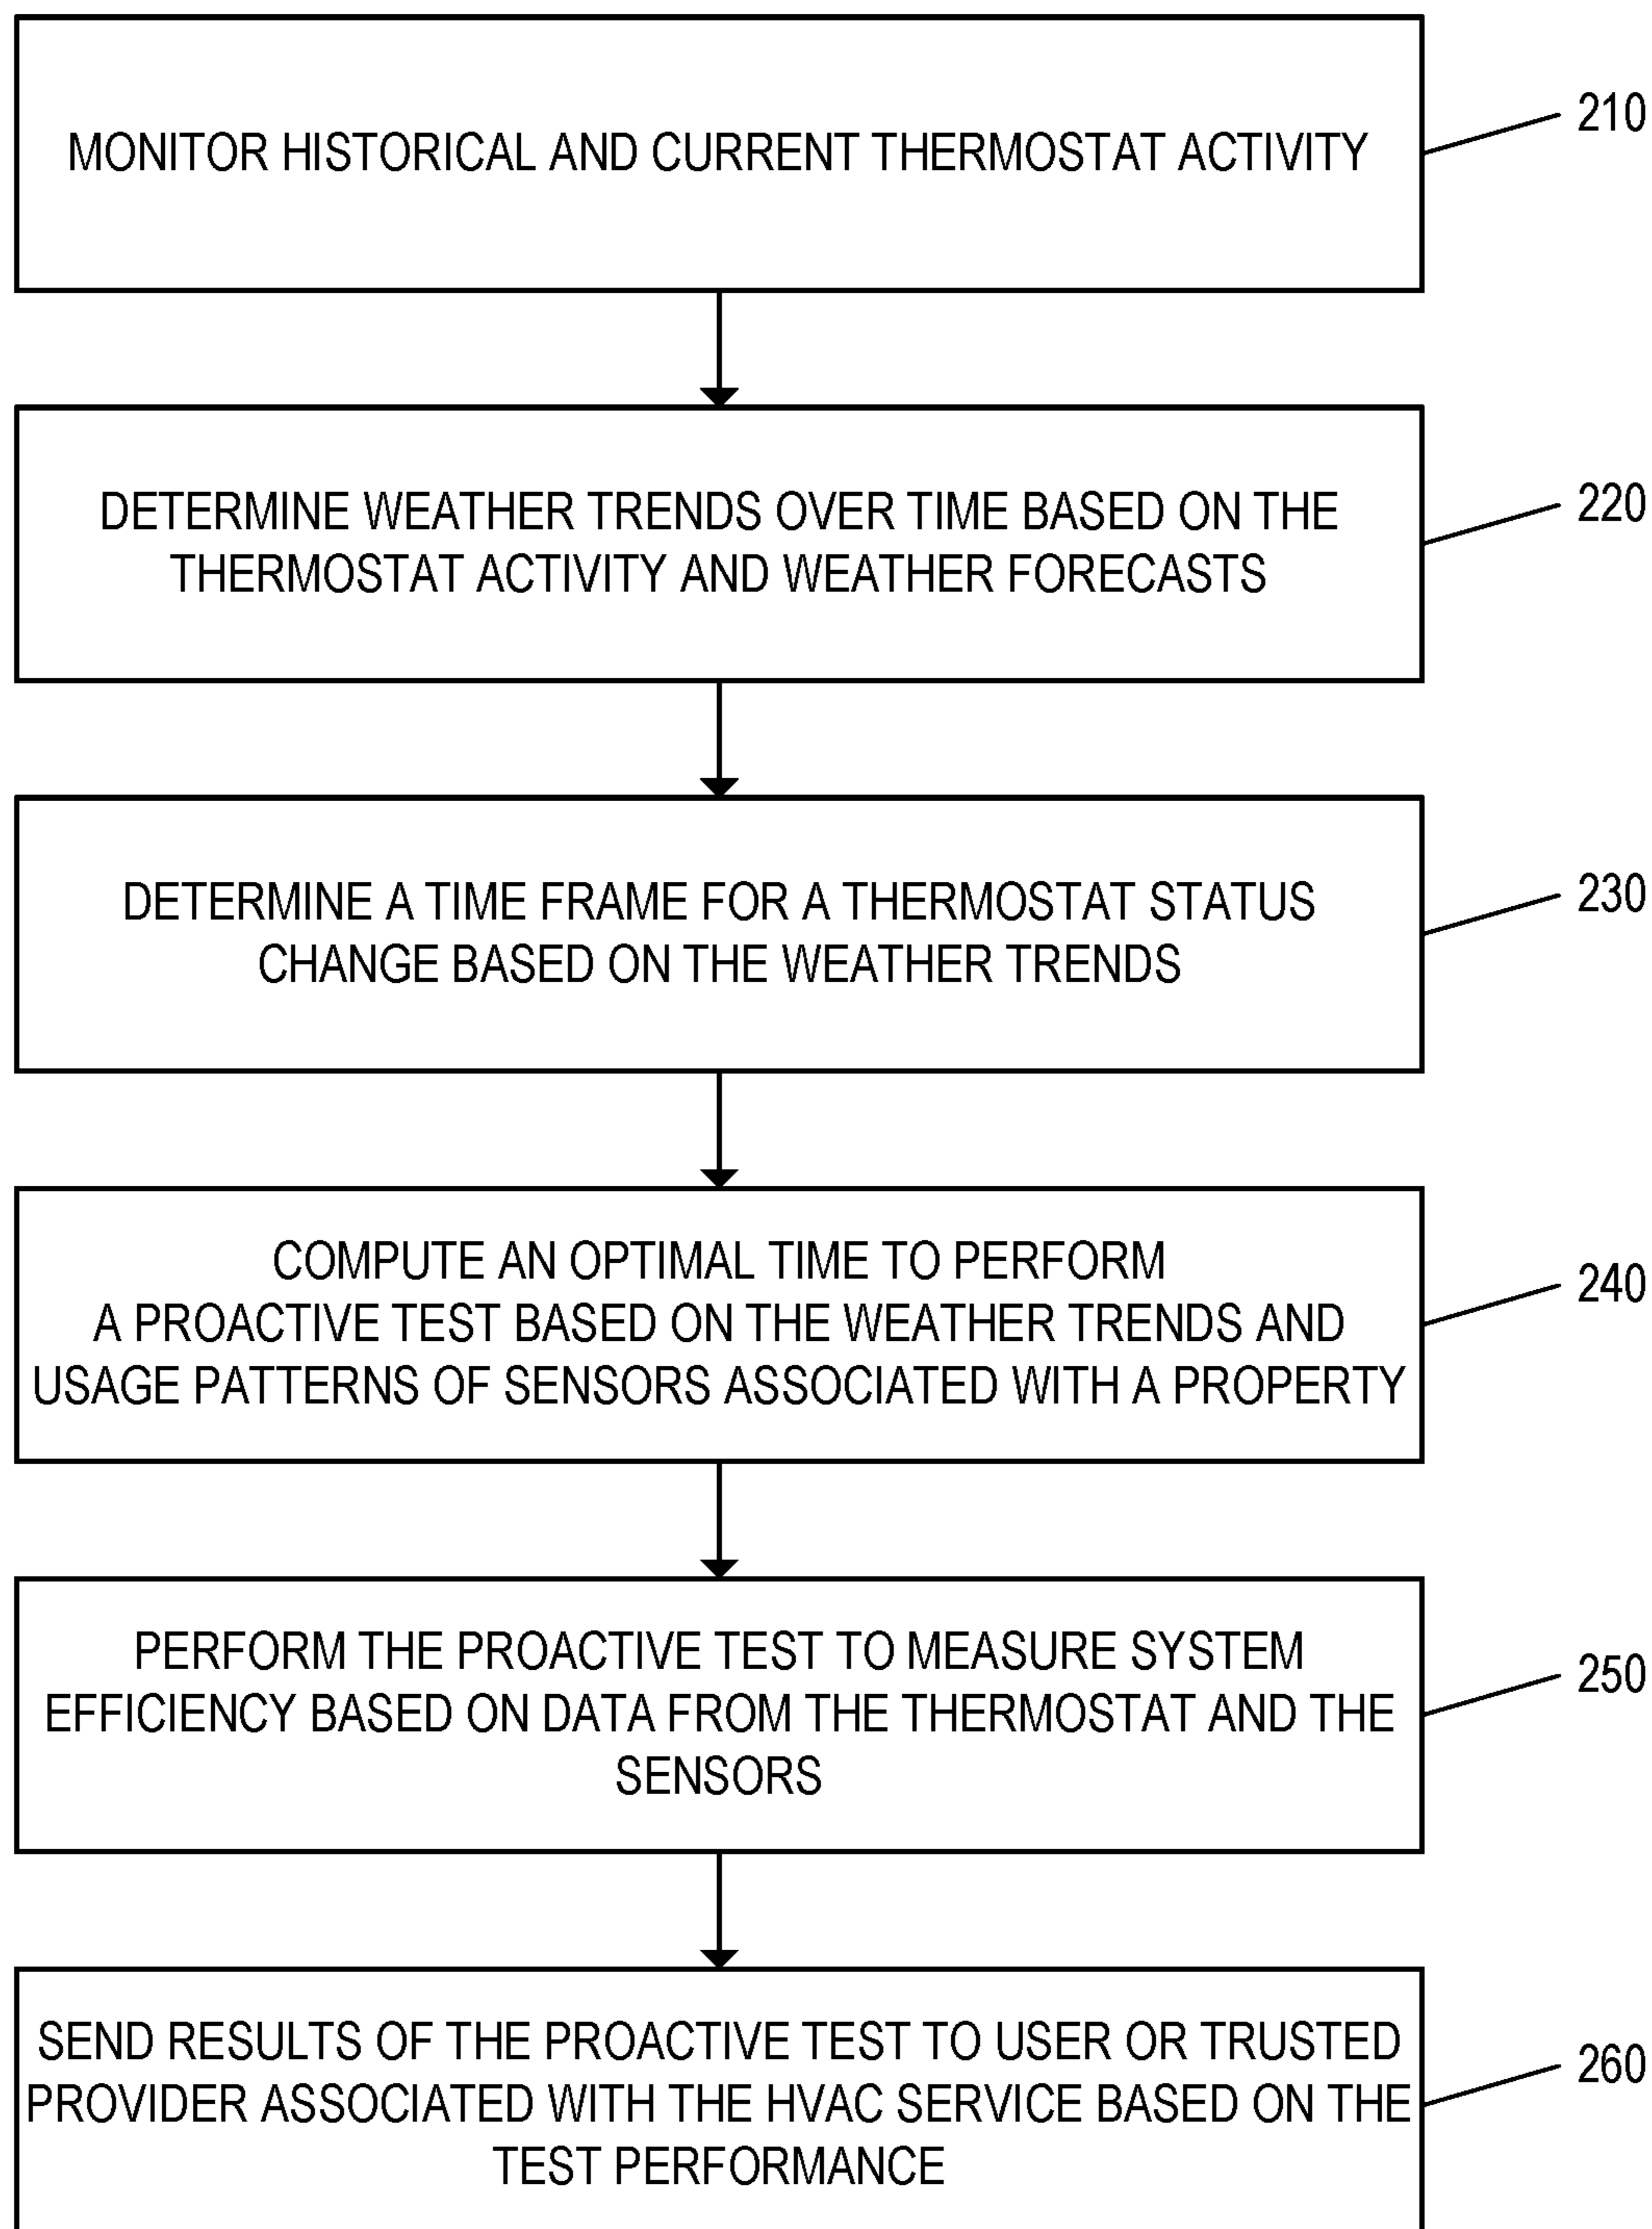 MONITOR HISTORICAL AND CURRENT THERMOSTAT ACTIVITY
210
DETERMINE WEATHER TRENDS OVER TIME BASED ON THE
THERMOSTAT ACTIVITY AND WEATHER FORECASTS
220
DETERMINE A TIME FRAME FOR A THERMOSTAT STATUS
CHANGE BASED ON THE WEATHER TRENDS
230
COMPUTE AN OPTIMAL TIME TO PERFORM
A PROACTIVE TEST BASED ON THE WEATHER TRENDS AND
USAGE PATTERNS OF SENSORS ASSOCIATED WITH A PROPERTY
240
PERFORM THE PROACTIVE TEST TO MEASURE SYSTEM
EFFICIENCY BASED ON DATA FROM THE THERMOSTAT AND THE
SENSORS
250
SEND RESULTS OF THE PROACTIVE TEST TO USER OR TRUSTED
PROVIDER ASSOCIATED WITH THE HVAC SERVICE BASED ON THE
TEST PERFORMANCE
260